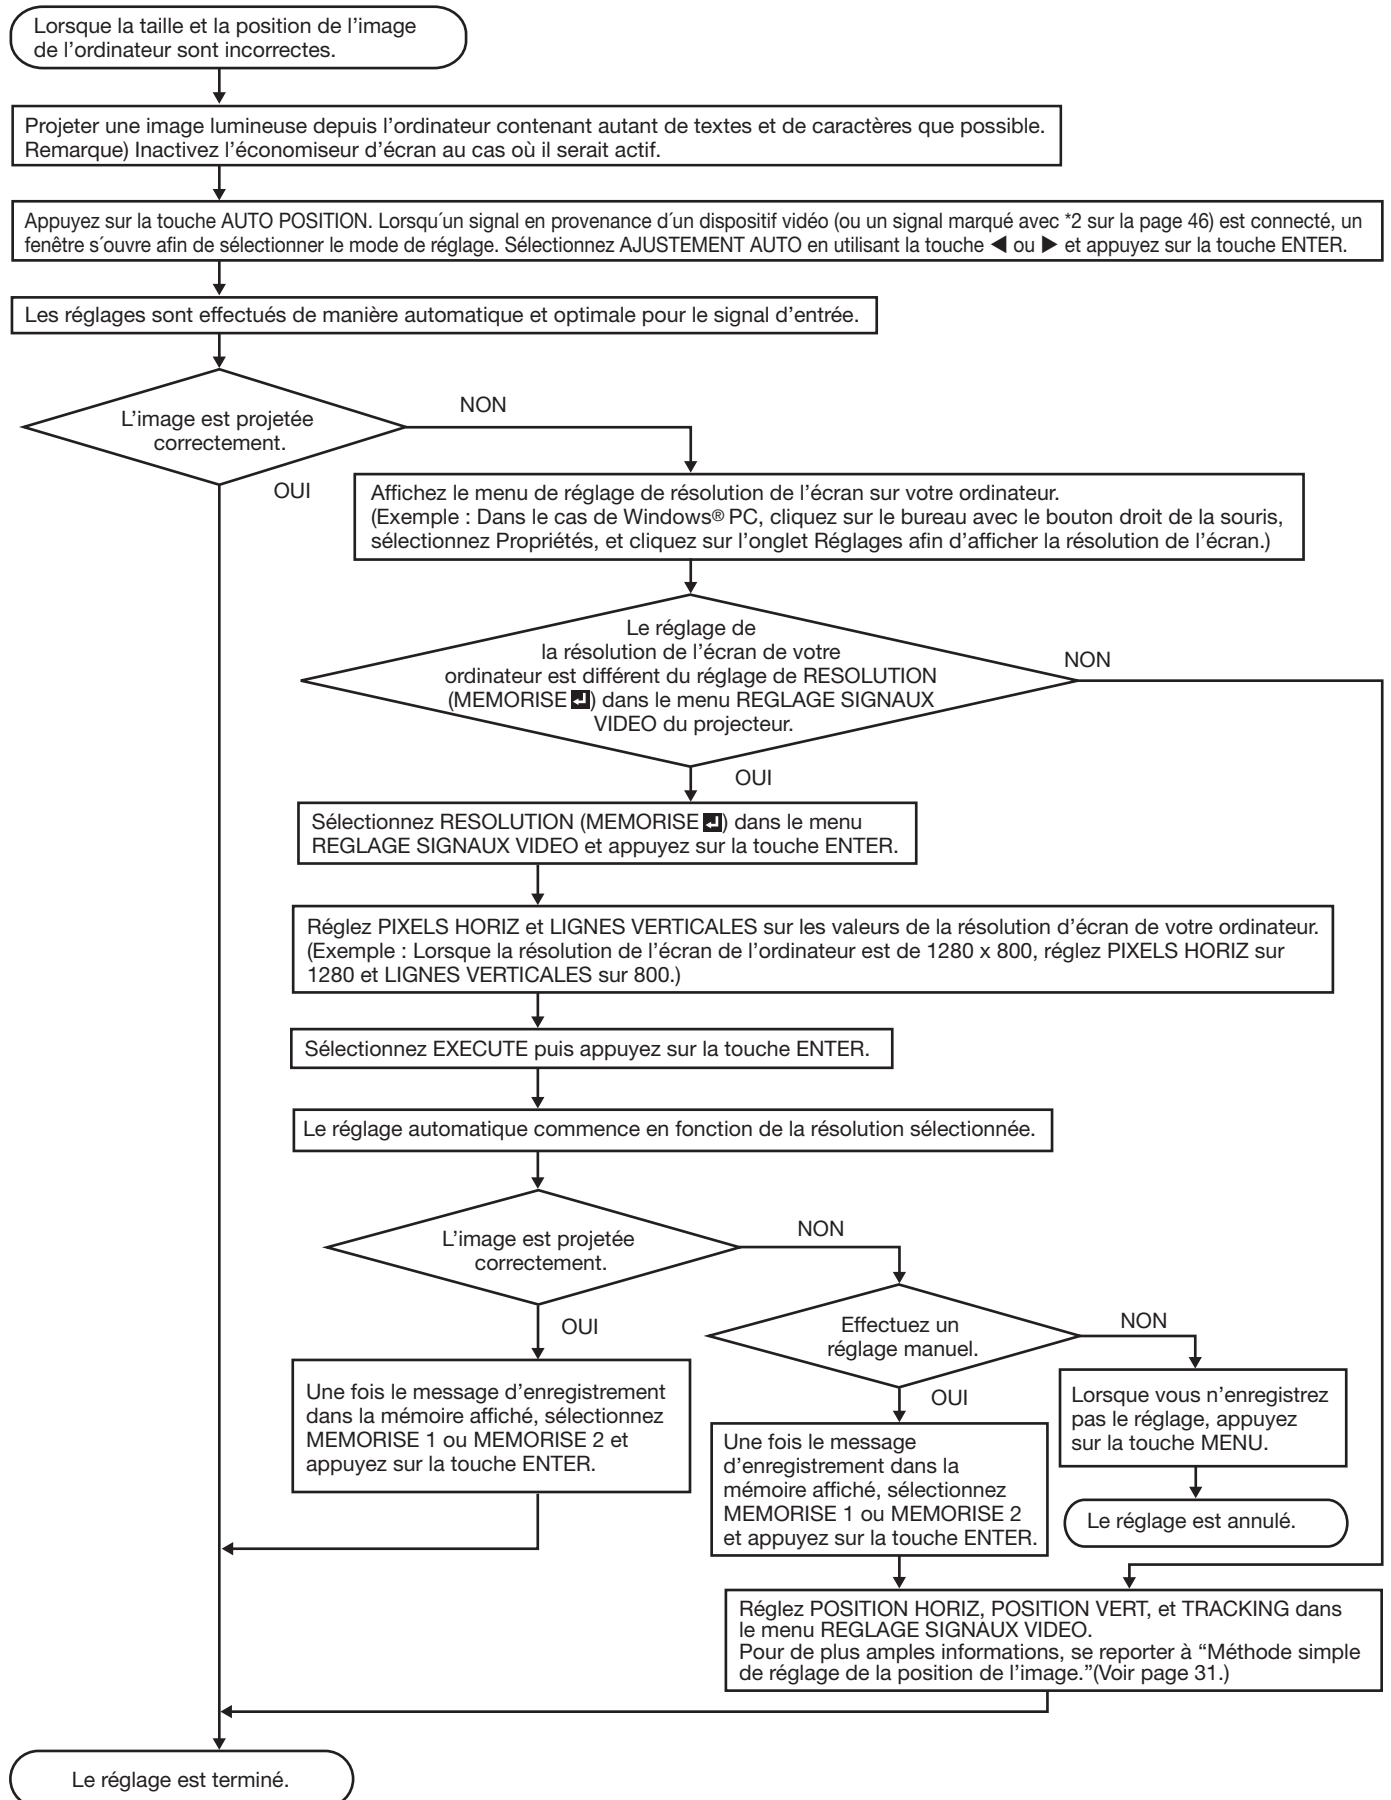 Lorsque la taille et la position de l’image
de l’ordinateur sont incorrectes.
Projeter une image lumineuse depuis l’ordinateur contenant autant de textes et de caractères que possible.
Remarque) Inactivez l’économiseur d’écran au cas où il serait actif.
Appuyez sur la touche AUTO POSITION. Lorsqu´un signal en provenance d´un dispositif vidéo (ou un signal marqué avec *2 sur la page 46) est connecté, un
fenêtre s´ouvre afin de sélectionner le mode de réglage. Sélectionnez AJUSTEMENT AUTO en utilisant la touche ◀ ou ▶ et appuyez sur la touche ENTER.
Les réglages sont effectués de manière automatique et optimale pour le signal d’entrée.
L’image est projetée
correctement.
NON
OUI
Affichez le menu de réglage de résolution de l’écran sur votre ordinateur.
(Exemple : Dans le cas de Windows® PC, cliquez sur le bureau avec le bouton droit de la souris,
sélectionnez Propriétés, et cliquez sur l’onglet Réglages afin d’afficher la résolution de l’écran.)
Le réglage de
la résolution de l’écran de votre
ordinateur est différent du réglage de RESOLUTION
(MEMORISE ↵) dans le menu REGLAGE SIGNAUX
VIDEO du projecteur.
NON
OUI
Sélectionnez RESOLUTION (MEMORISE ↵) dans le menu
REGLAGE SIGNAUX VIDEO et appuyez sur la touche ENTER.
Réglez PIXELS HORIZ et LIGNES VERTICALES sur les valeurs de la résolution d’écran de votre ordinateur.
(Exemple : Lorsque la résolution de l’écran de l’ordinateur est de 1280 x 800, réglez PIXELS HORIZ sur
1280 et LIGNES VERTICALES sur 800.)
Sélectionnez EXECUTE puis appuyez sur la touche ENTER.
Le réglage automatique commence en fonction de la résolution sélectionnée.
L’image est projetée
correctement.
NON
OUI
Effectuez un
réglage manuel.
NON
OUI
Une fois le message d’enregistrement
dans la mémoire affiché, sélectionnez
MEMORISE 1 ou MEMORISE 2 et
appuyez sur la touche ENTER.
Une fois le message
d’enregistrement dans la
mémoire affiché, sélectionnez
MEMORISE 1 ou MEMORISE 2
et appuyez sur la touche ENTER.
Lorsque vous n’enregistrez
pas le réglage, appuyez
sur la touche MENU.
Le réglage est annulé.
Réglez POSITION HORIZ, POSITION VERT, et TRACKING dans
le menu REGLAGE SIGNAUX VIDEO.
Pour de plus amples informations, se reporter à “Méthode simple
de réglage de la position de l’image.”(Voir page 31.)
Le réglage est terminé.